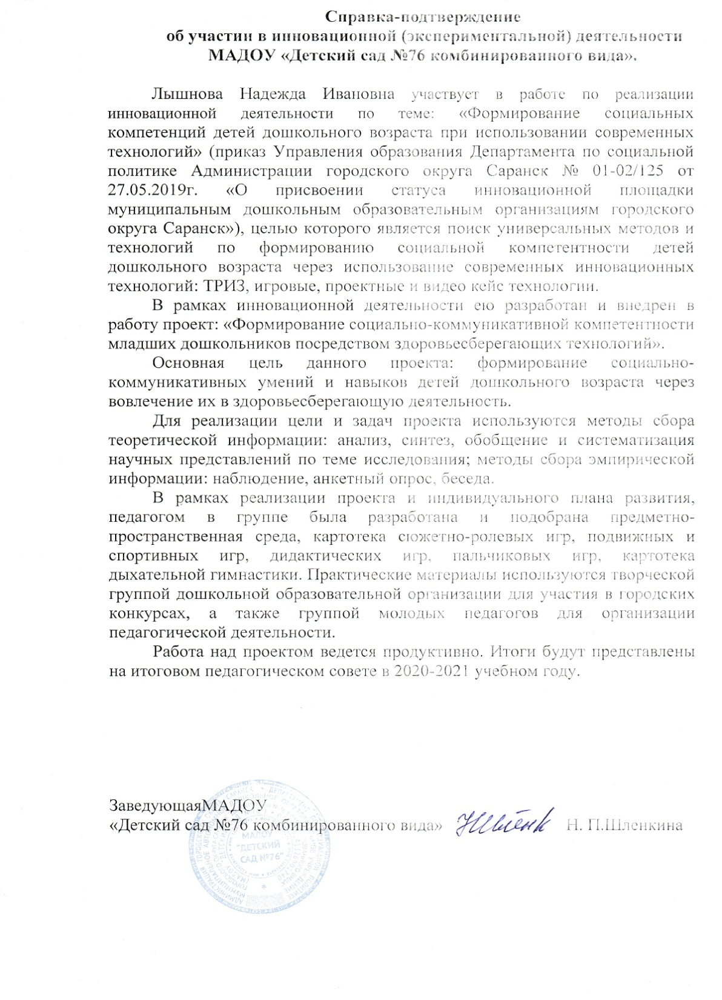 Справка-подтверждение
об участии в инновационной (экспериментальной) деятельности
МАДОУ «Детский сад №76 комбинированного вида».
Лышнова Надежда Ивановна участвует в работе по реализации
инновационной деятельности по теме: «Формирование социальных
компетенций детей дошкольного возраста при использовании современных
технологий» (приказ Управления образования Департамента по социальной
политике Администрации городского округа Саранск № 01-02/125 от
27.05.2019г. «О присвоении статуса инновационной площадки
муниципальным дошкольным образовательным организациям городского
округа Саранск»), целью которого является поиск универсальных методов и
технологий по формированию социальной компетентности детей
дошкольного возраста через использование современных инновационных
технологий: ТРИЗ, игровые, проектные и видео кейс технологии.
В рамках инновационной деятельности ею разработан и внедрен в
работу проект: «Формирование социально-коммуникативной компетентности
младших дошкольников посредством здоровьесберегающих технологий».
Основная цель данного проекта: формирование социально-
коммуникативных умений и навыков детей дошкольного возраста через
вовлечение их в здоровьесберегающую деятельность.
Для реализации цели и задач проекта используются методы сбора
теоретической информации: анализ, синтез, обобщение и систематизация
научных представлений по теме исследования; методы сбора эмпирической
информации: наблюдение, анкетный опрос, беседа.
В рамках реализации проекта и индивидуального плана развития,
педагогом в группе была разработана и подобрана предметно-
пространственная среда, картотека сюжетно-ролевых игр, подвижных и
спортивных игр, дидактических игр, пальчиковых игр, картотека
дыхательной гимнастики. Практические материалы используются творческой
группой дошкольной образовательной организации для участия в городских
конкурсах, а также группой молодых педагогов для организации
педагогической деятельности.
Работа над проектом ведется продуктивно. Итоги будут представлены
на итоговом педагогическом совете в 2020-2021 учебном году.
ЗаведующаяМАДОУ
«Детский сад №76 комбинированного вида» Н. П.Шленкина
МАДОУ
"ДЕТСКИЙ
САД №76"